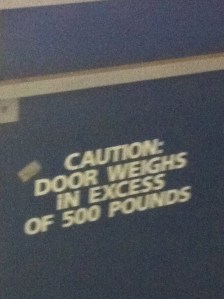 CAUTION:
DOOR WEIGHS
IN EXCESS
OF 500 POUNDS